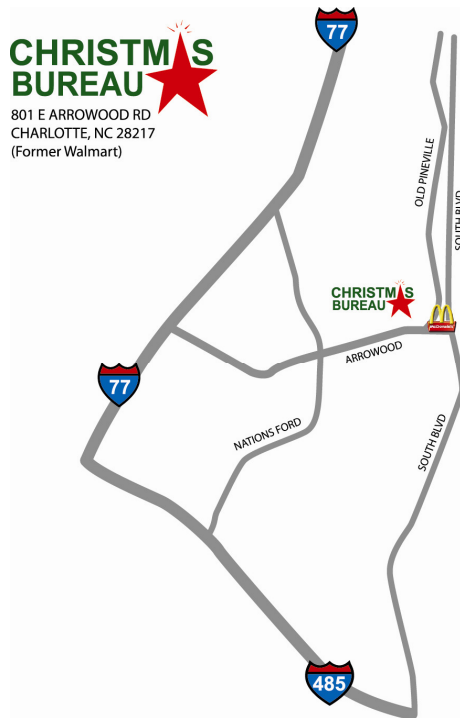 77
CHRISTMAS
BUREAU
801 E ARROWOOD RD
CHARLOTTE, NC 28217
(Former Walmart)
OLD PINEVILLE
SOUTH BLVD
CHRISTMAS
BUREAU
McDonald's
ARROWOOD
77
NATIONS FORD
SOUTH BLVD
485